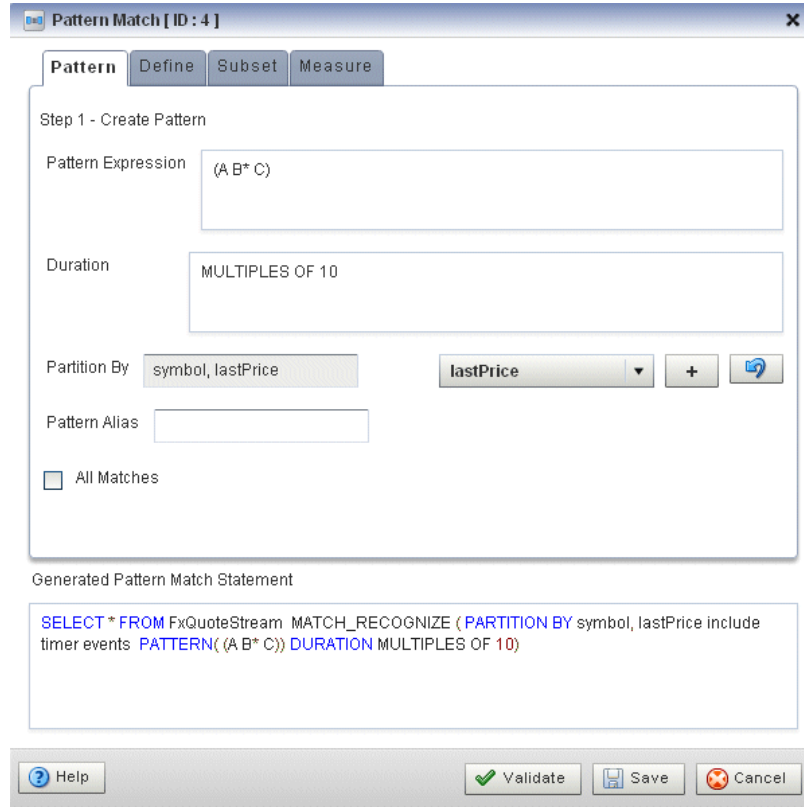 Pattern Match [ ID : 4 ]
Pattern Define Subset Measure
Step 1 - Create Pattern
Pattern Expression
(A B* C)
Duration
MULTIPLES OF 10
Partition By symbol, lastPrice lastPrice +
Pattern Alias
All Matches
Generated Pattern Match Statement
SELECT * FROM FxQuoteStream MATCH_RECOGNIZE ( PARTITION BY symbol, lastPrice include
timer events PATTERN( (A B* C)) DURATION MULTIPLES OF 10)
Help Validate Save Cancel